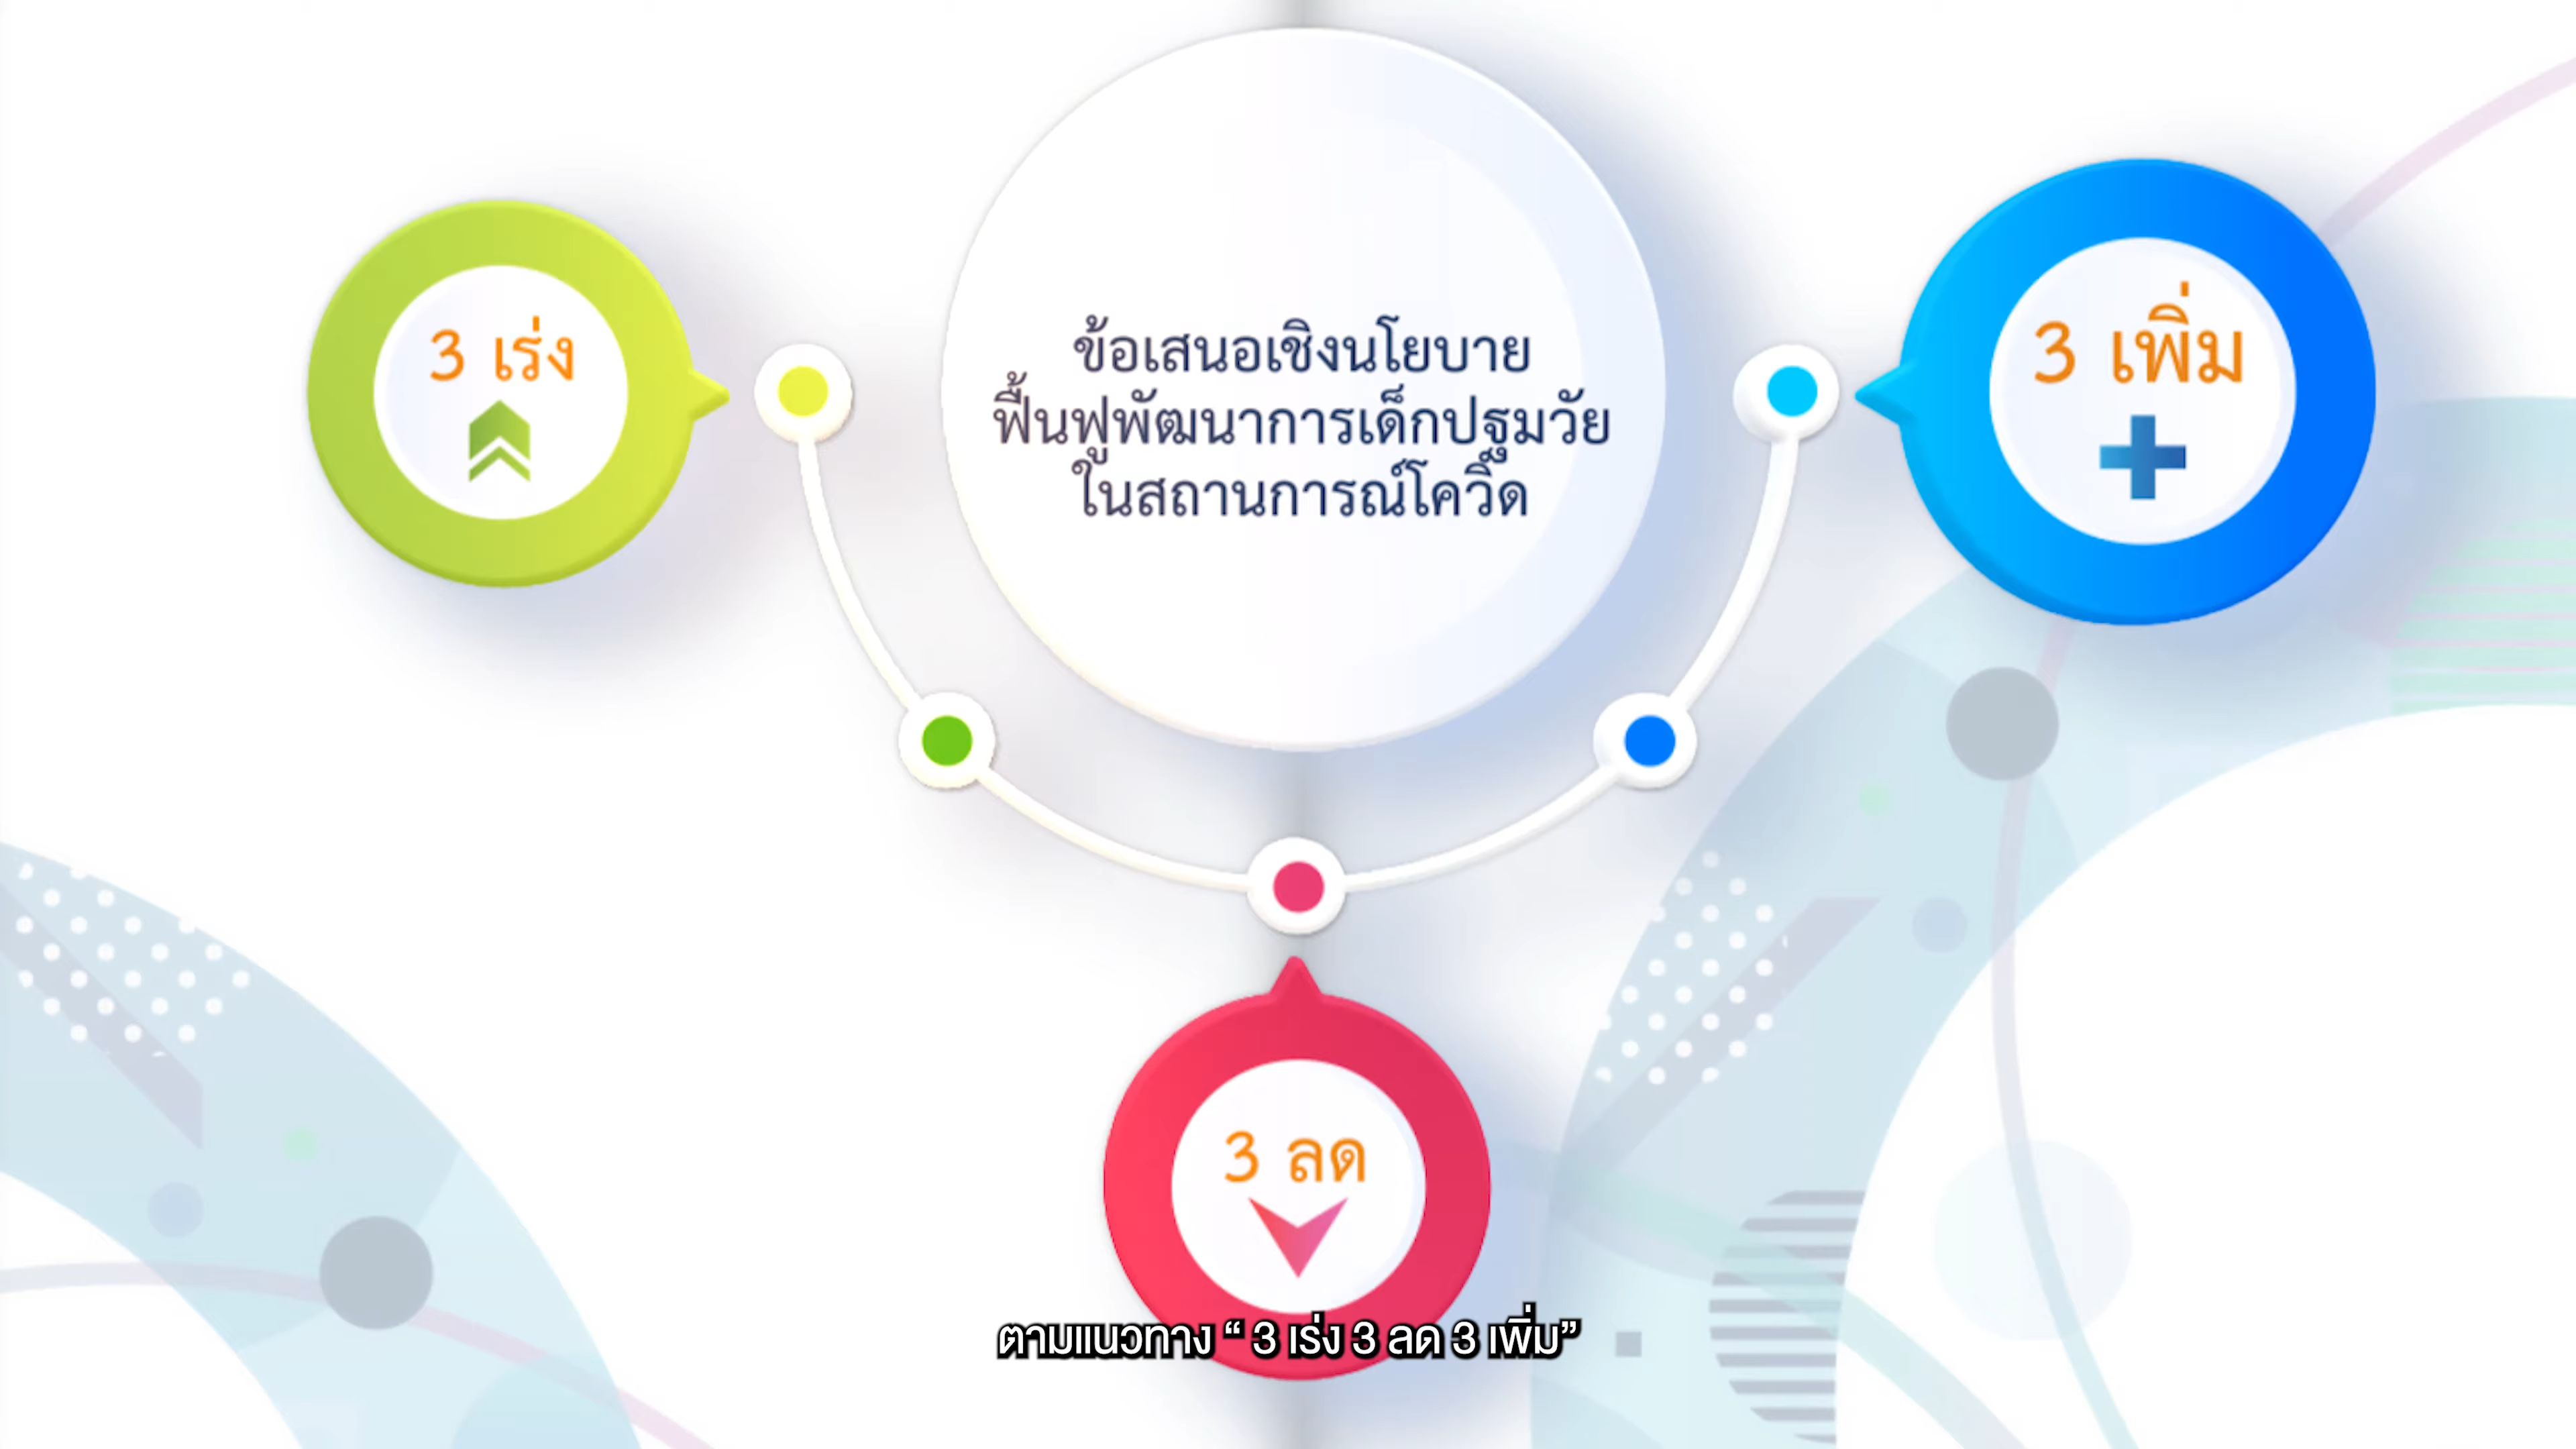 ข้อเสนอเชิงนโยบาย
ฟื้นฟูพัฒนาการเด็กปฐมวัย
ในสถานการณ์โควิด
3 เร่ง
3 เพิ่ม
3 ลด
ตามแนวทาง “ 3 เร่ง 3 ลด 3 เพิ่ม”